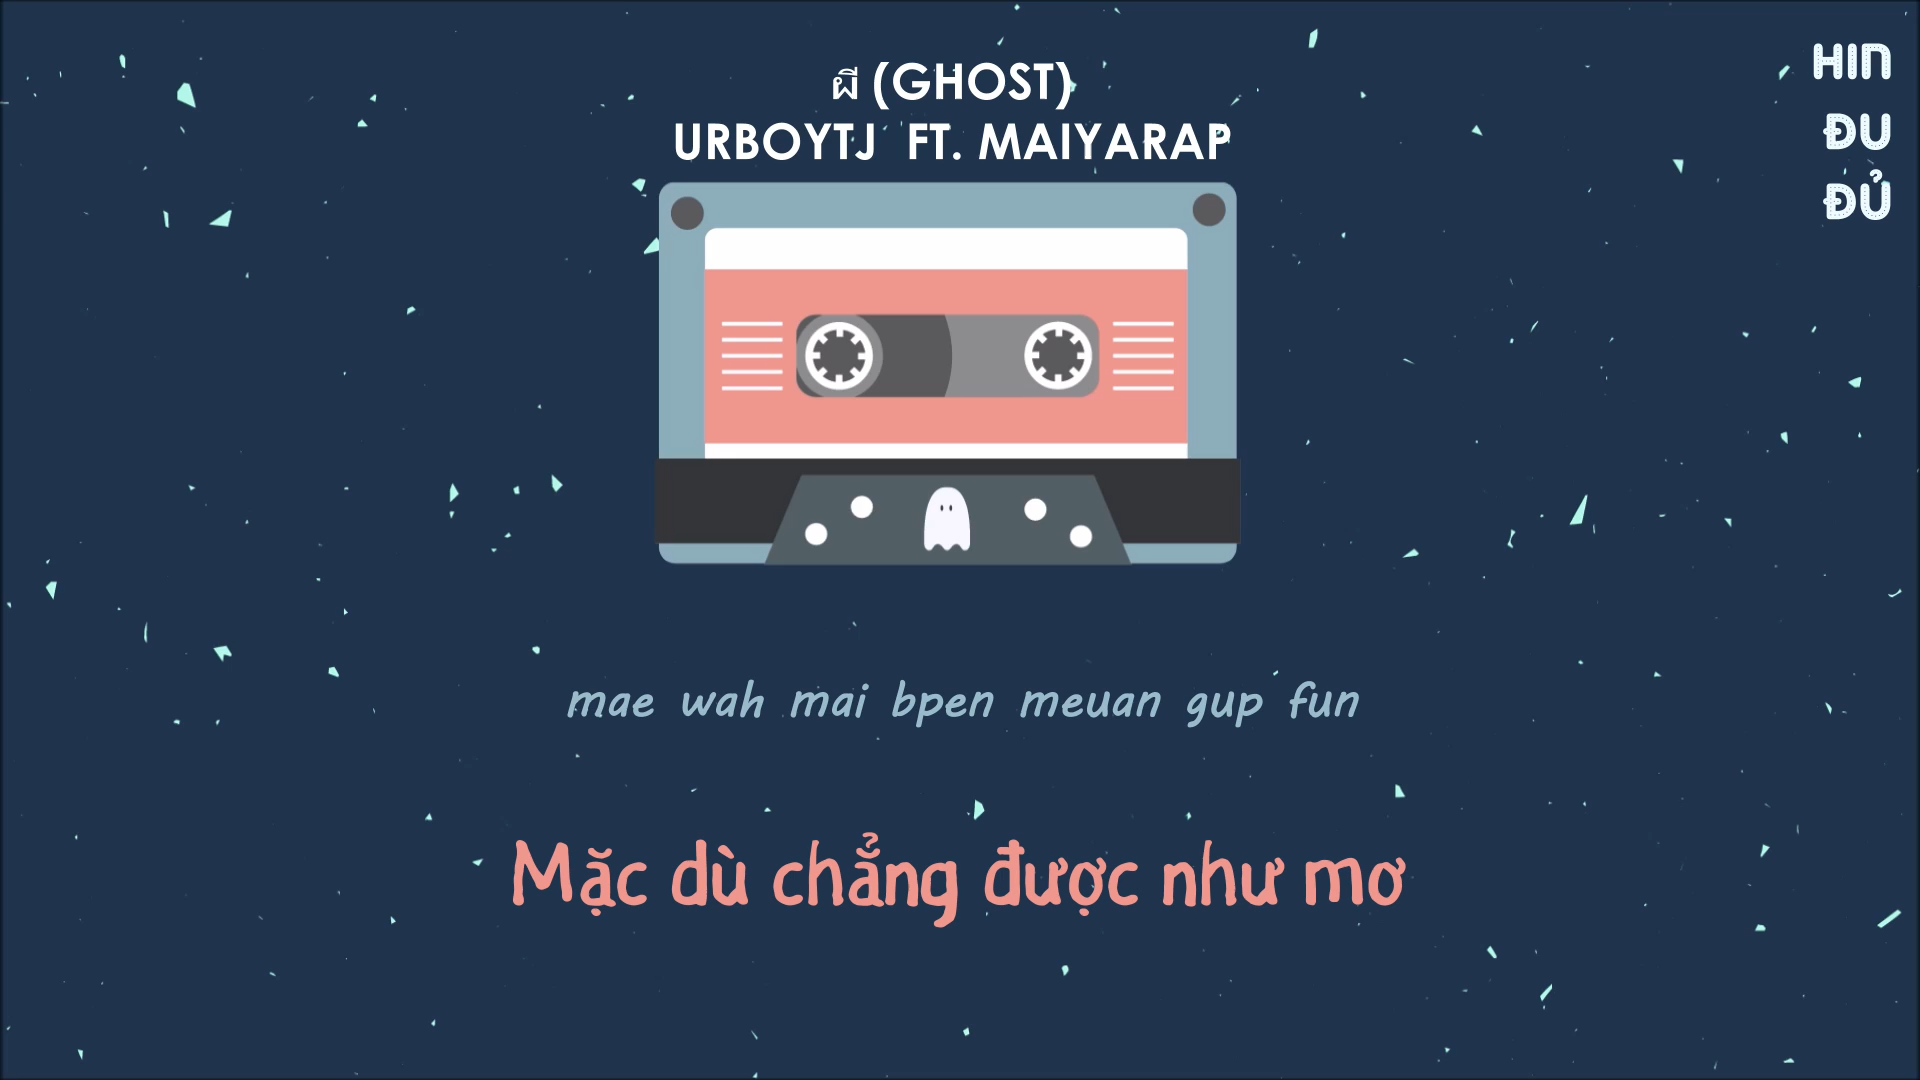 ผี (GHOST)
URBOYTJ FT. MAIYARAP
HIN
ĐU
ĐỦ
mae wah mai bpen meuan gup fun
Mặc dù chẳng được như mơ